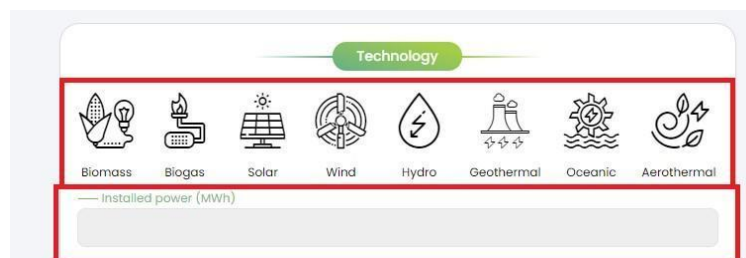 Technology
Biomass Biogas Solar Wind Hydro Geothermal Oceanic Aerothermal
Installed power (MWh)